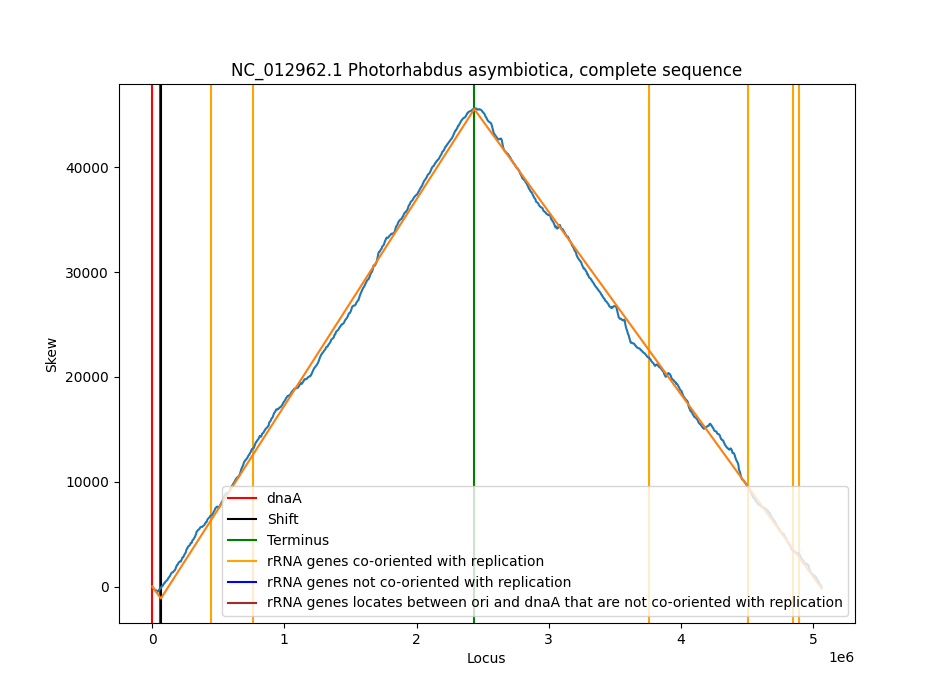 NC_012962.1 Photorhabdus asymbiotica, complete sequence
Skew
40000
30000
20000
10000
0
dnaA
Shift
Terminus
rRNA genes co-oriented with replication
rRNA genes not co-oriented with replication
rRNA genes locates between ori and dnaA that are not co-oriented with replication
0 1 2 3 4 5
1e6
Locus